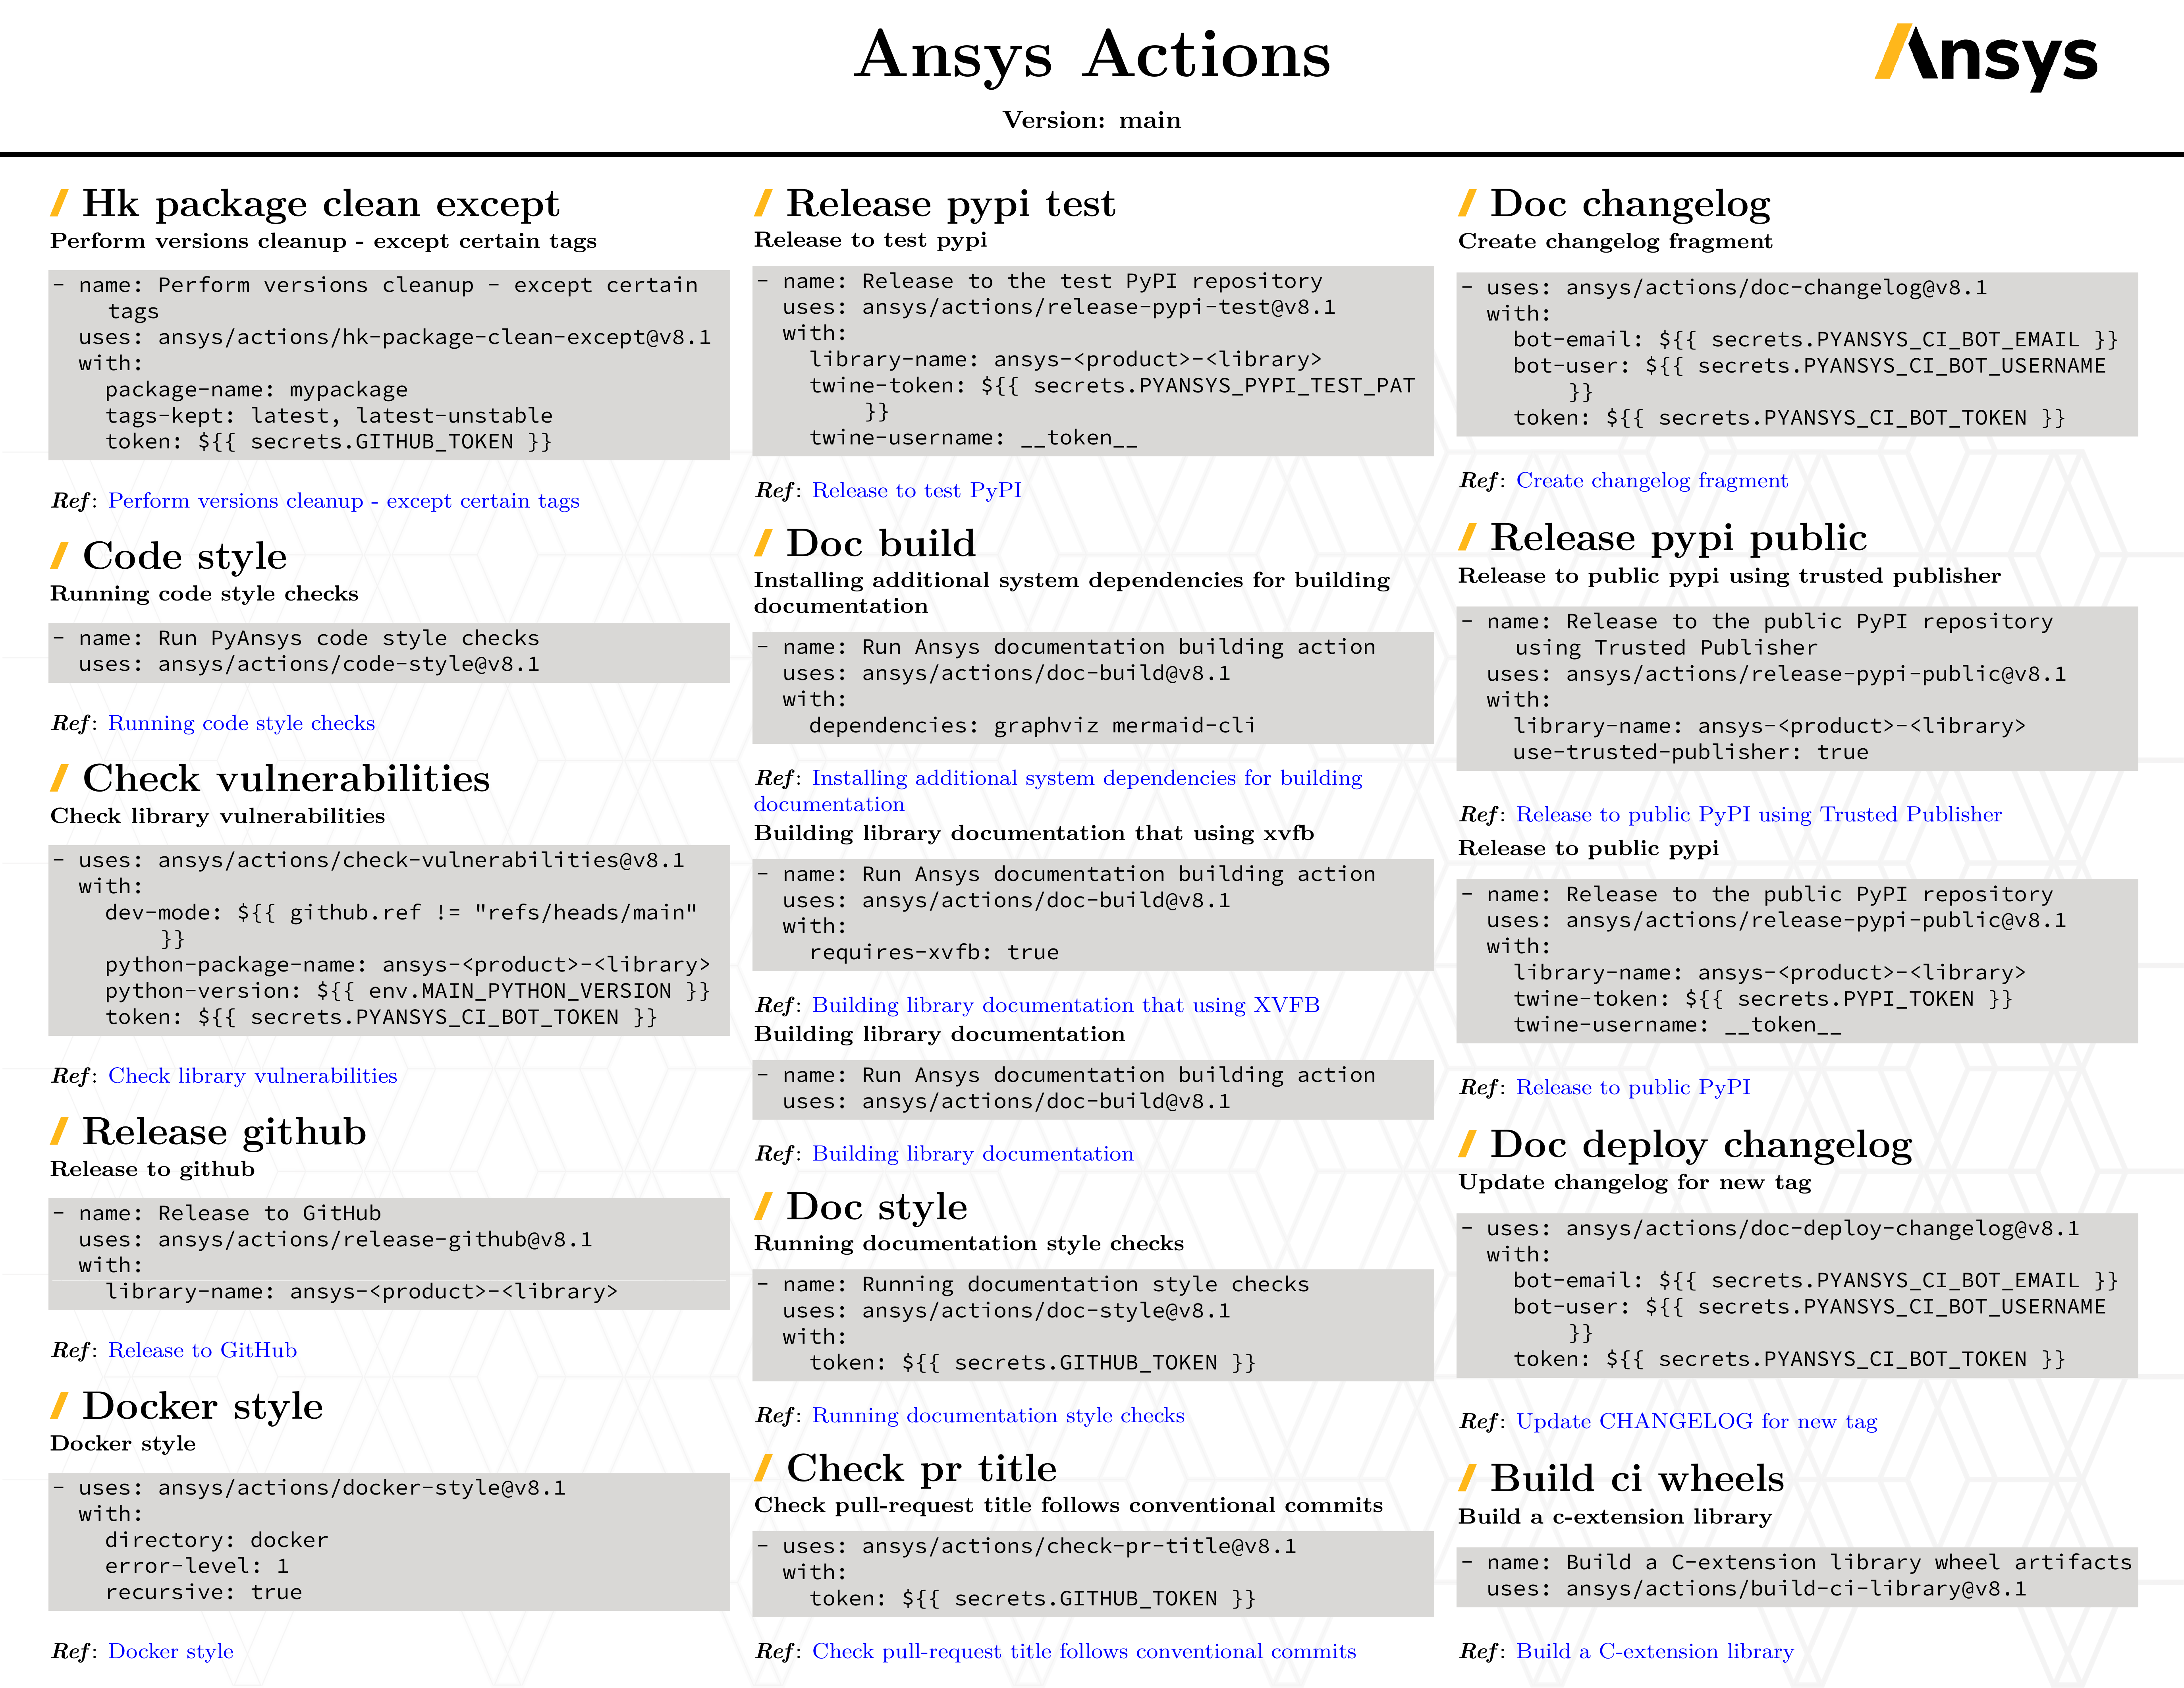 Ansys Actions
Ansys
Version: main
Hk package clean except
Perform versions cleanup - except certain tags
- name: Perform versions cleanup - except certain
    tags
  uses: ansys/actions/hk-package-clean-except@v8.1
  with:
    package-name: mypackage
    tags-kept: latest, latest-unstable
    token: ${{ secrets.GITHUB_TOKEN }}
Ref: Perform versions cleanup - except certain tags
Code style
Running code style checks
- name: Run PyAnsys code style checks
  uses: ansys/actions/code-style@v8.1
Ref: Running code style checks
Check vulnerabilities
Check library vulnerabilities
- uses: ansys/actions/check-vulnerabilities@v8.1
  with:
    dev-mode: ${{ github.ref != "refs/heads/main"
        }}
    python-package-name: ansys-<product>-<library>
    python-version: ${{ env.MAIN_PYTHON_VERSION }}
    token: ${{ secrets.PYANSYS_CI_BOT_TOKEN }}
Ref: Check library vulnerabilities
Release github
Release to github
- name: Release to GitHub
  uses: ansys/actions/release-github@v8.1
  with:
    library-name: ansys-<product>-<library>
Ref: Release to GitHub
Docker style
Docker style
- uses: ansys/actions/docker-style@v8.1
  with:
    directory: docker
    error-level: 1
    recursive: true
Ref: Docker style
Release pypi test
Release to test pypi
- name: Release to the test PyPI repository
  uses: ansys/actions/release-pypi-test@v8.1
  with:
    library-name: ansys-<product>-<library>
    twine-token: ${{ secrets.PYANSYS_PYPI_TEST_PAT
        }}
    twine-username: __token__
Ref: Release to test PyPI
Doc build
Installing additional system dependencies for building
documentation
- name: Run Ansys documentation building action
  uses: ansys/actions/doc-build@v8.1
  with:
    dependencies: graphviz mermaid-cli
Ref: Installing additional system dependencies for building
documentation
Building library documentation that using xvfb
- name: Run Ansys documentation building action
  uses: ansys/actions/doc-build@v8.1
  with:
    requires-xvfb: true
Ref: Building library documentation that using XVFB
Building library documentation
- name: Run Ansys documentation building action
  uses: ansys/actions/doc-build@v8.1
Ref: Building library documentation
Doc style
Running documentation style checks
- name: Running documentation style checks
  uses: ansys/actions/doc-style@v8.1
  with:
    token: ${{ secrets.GITHUB_TOKEN }}
Ref: Running documentation style checks
Check pr title
Check pull-request title follows conventional commits
- uses: ansys/actions/check-pr-title@v8.1
  with:
    token: ${{ secrets.GITHUB_TOKEN }}
Ref: Check pull-request title follows conventional commits
Doc changelog
Create changelog fragment
- uses: ansys/actions/doc-changelog@v8.1
  with:
    bot-email: ${{ secrets.PYANSYS_CI_BOT_EMAIL }}
    bot-user: ${{ secrets.PYANSYS_CI_BOT_USERNAME
        }}
    token: ${{ secrets.PYANSYS_CI_BOT_TOKEN }}
Ref: Create changelog fragment
Release pypi public
Release to public pypi using trusted publisher
- name: Release to the public PyPI repository
    using Trusted Publisher
  uses: ansys/actions/release-pypi-public@v8.1
  with:
    library-name: ansys-<product>-<library>
    use-trusted-publisher: true
Ref: Release to public PyPI using Trusted Publisher
Release to public pypi
- name: Release to the public PyPI repository
  uses: ansys/actions/release-pypi-public@v8.1
  with:
    library-name: ansys-<product>-<library>
    twine-token: ${{ secrets.PYPI_TOKEN }}
    twine-username: __token__
Ref: Release to public PyPI
Doc deploy changelog
Update changelog for new tag
- uses: ansys/actions/doc-deploy-changelog@v8.1
  with:
    bot-email: ${{ secrets.PYANSYS_CI_BOT_EMAIL }}
    bot-user: ${{ secrets.PYANSYS_CI_BOT_USERNAME
        }}
    token: ${{ secrets.PYANSYS_CI_BOT_TOKEN }}
Ref: Update CHANGELOG for new tag
Build ci wheels
Build a c-extension library
- name: Build a C-extension library wheel artifacts
  uses: ansys/actions/build-ci-library@v8.1
Ref: Build a C-extension library